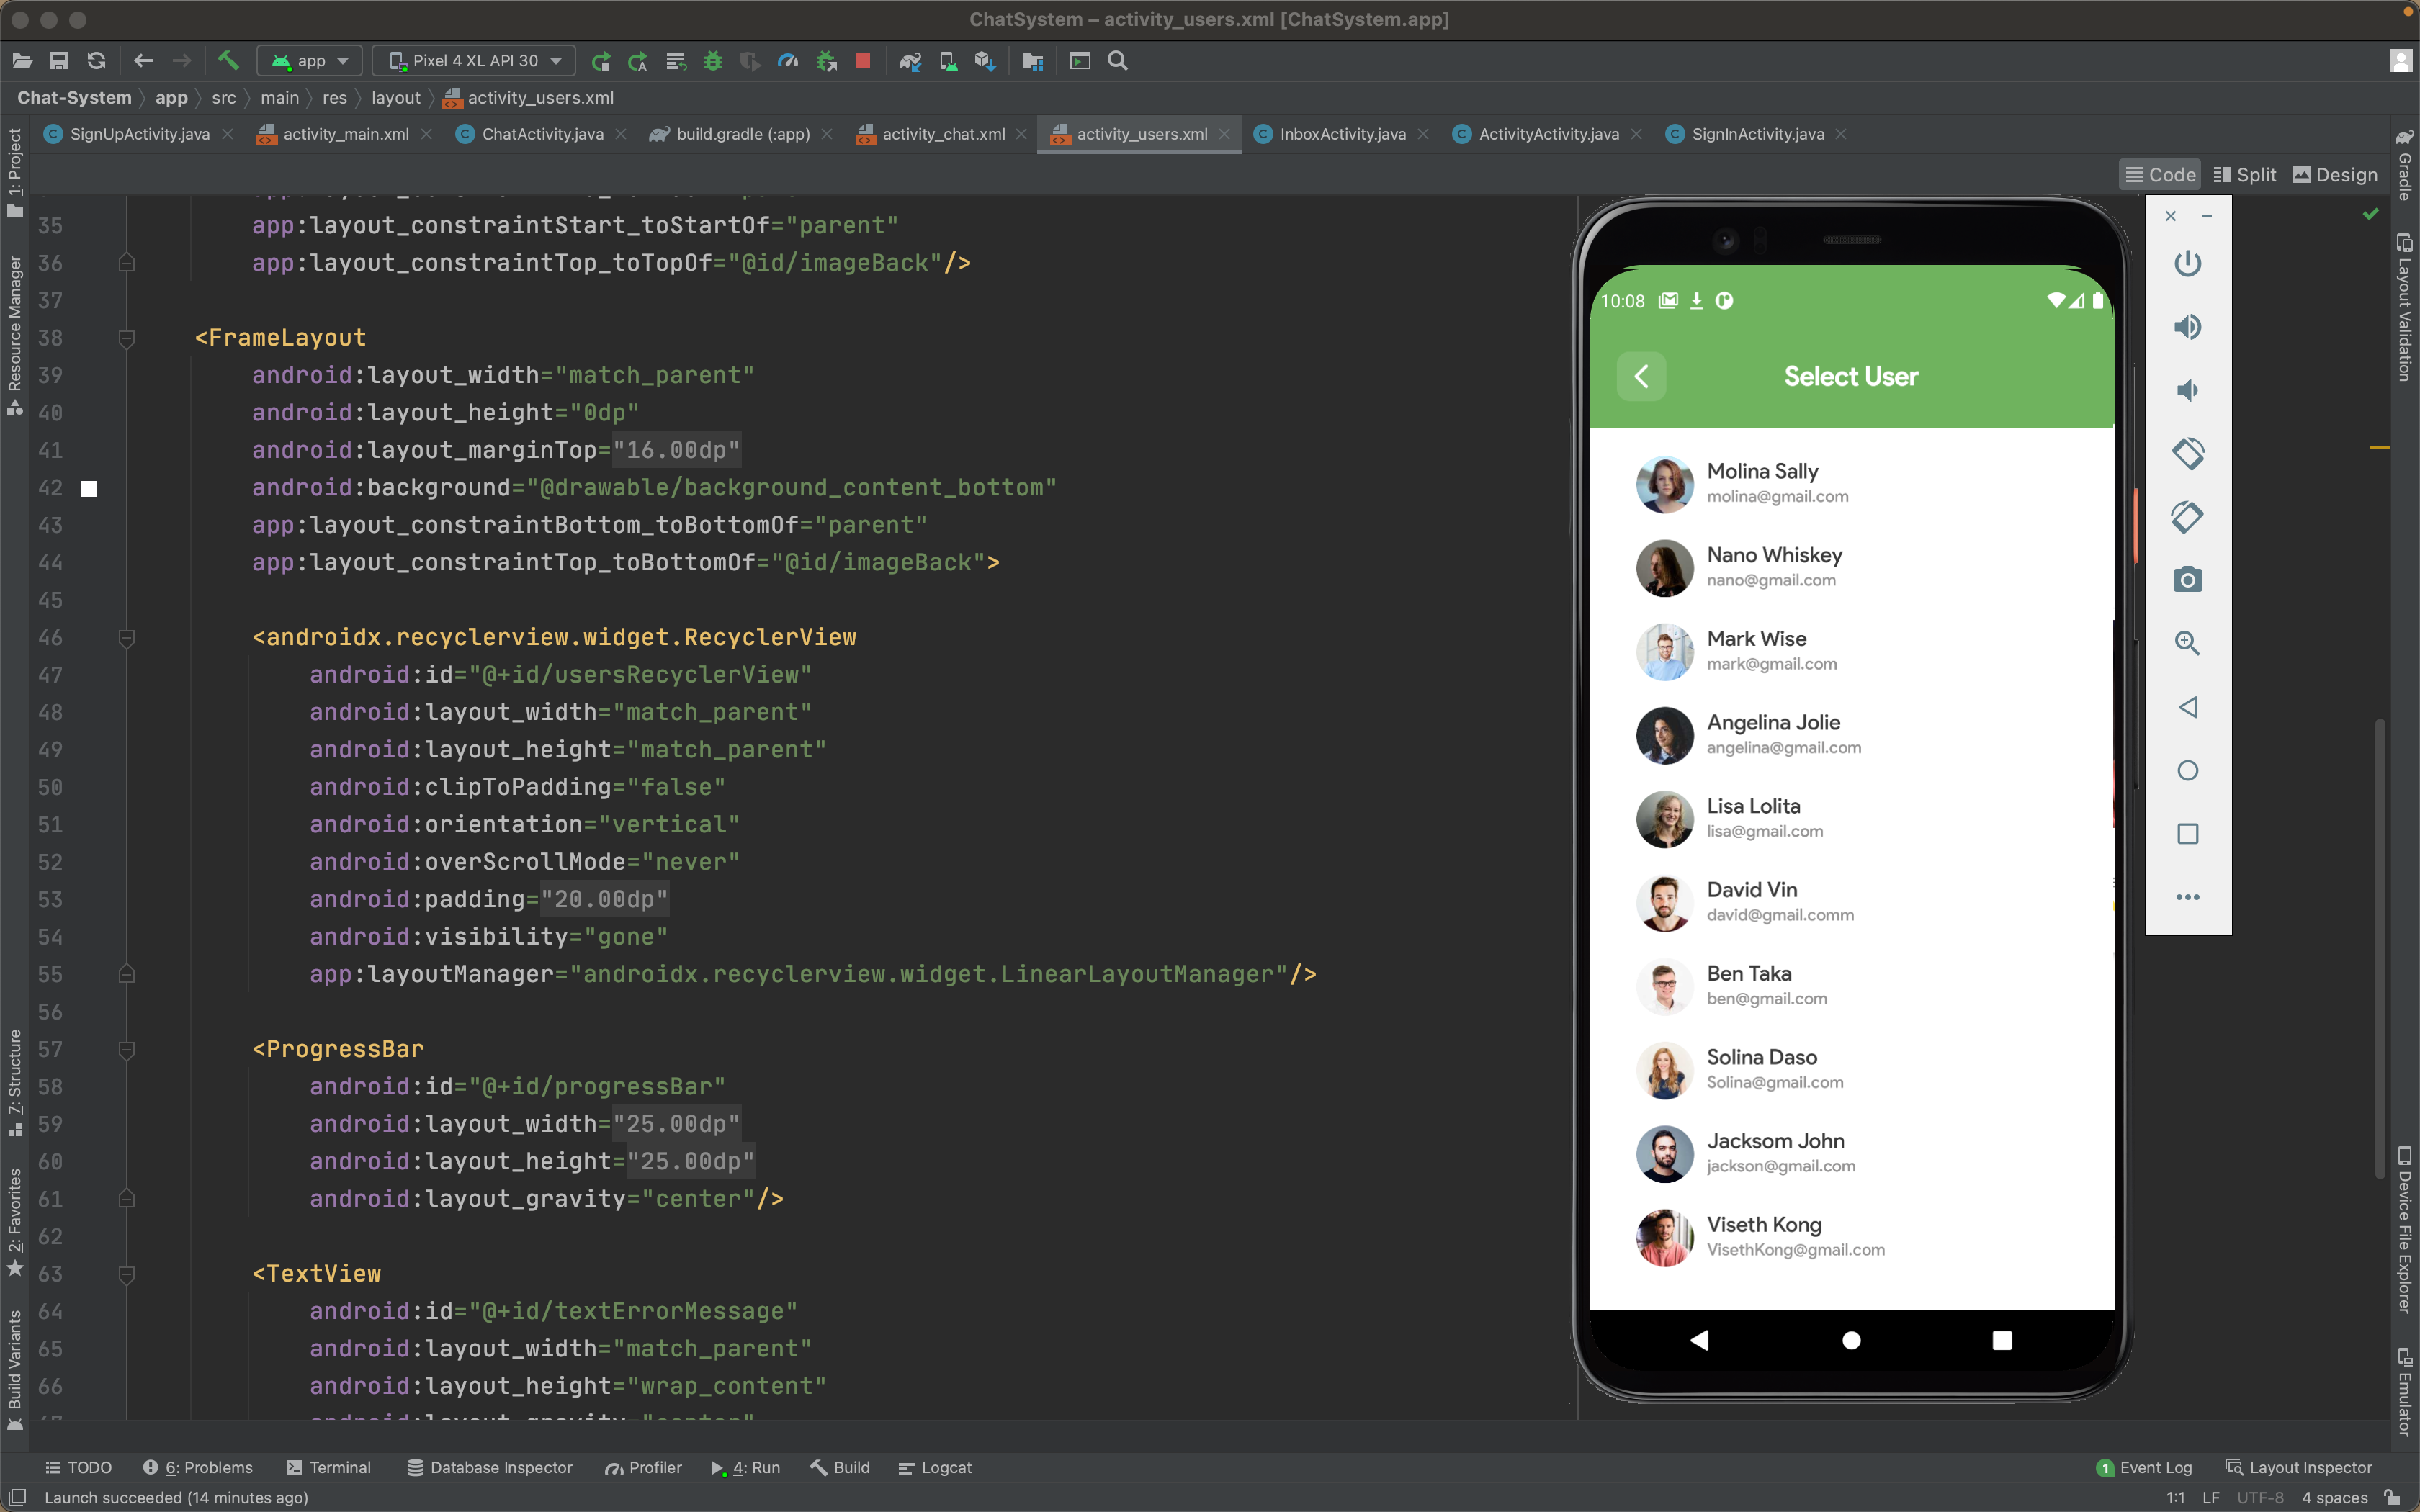 ChatSystem – activity_users.xml [ChatSystem.app]
app
Pixel 4 XL API 30
Chat-System app src main res layout activity_users.xml
SignUpActivity.java activity_main.xml ChatActivity.java build.gradle (:app) activity_chat.xml activity_users.xml InboxActivity.java ActivityActivity.java SignInActivity.java
Code Split Design
1: Project
Resource Manager
7: Structure
2: Favorites
Build Variants
35 app:layout_constraintStart_toStartOf="parent"
36 app:layout_constraintTop_toTopOf="@id/imageBack"/>
37
38 <FrameLayout
39 android:layout_width="match_parent"
40 android:layout_height="0dp"
41 android:layout_marginTop="16.00dp"
42 android:background="@drawable/background_content_bottom"
43 app:layout_constraintBottom_toBottomOf="parent"
44 app:layout_constraintTop_toBottomOf="@id/imageBack">
45
46 <androidx.recyclerview.widget.RecyclerView
47 android:id="@+id/usersRecyclerView"
48 android:layout_width="match_parent"
49 android:layout_height="match_parent"
50 android:clipToPadding="false"
51 android:orientation="vertical"
52 android:overScrollMode="never"
53 android:padding="20.00dp"
54 android:visibility="gone"
55 app:layoutManager="androidx.recyclerview.widget.LinearLayoutManager"/>
56
57 <ProgressBar
58 android:id="@+id/progressBar"
59 android:layout_width="25.00dp"
60 android:layout_height="25.00dp"
61 android:layout_gravity="center"/>
62
63 <TextView
64 android:id="@+id/textErrorMessage"
65 android:layout_width="match_parent"
66 android:layout_height="wrap_content"
10:08
Select User
Molina Sally
molina@gmail.com
Nano Whiskey
nano@gmail.com
Mark Wise
mark@gmail.com
Angelina Jolie
angelina@gmail.com
Lisa Lolita
lisa@gmail.com
David Vin
david@gmail.comm
Ben Taka
ben@gmail.com
Solina Daso
Solina@gmail.com
Jacksom John
jackson@gmail.com
Viseth Kong
VisethKong@gmail.com
Gradle
Layout Validation
Device File Explorer
Emulator
TODO 6: Problems Terminal Database Inspector Profiler 4: Run Build Logcat 1 Event Log Layout Inspector
Launch succeeded (14 minutes ago) 1:1 LF UTF-8 4 spaces